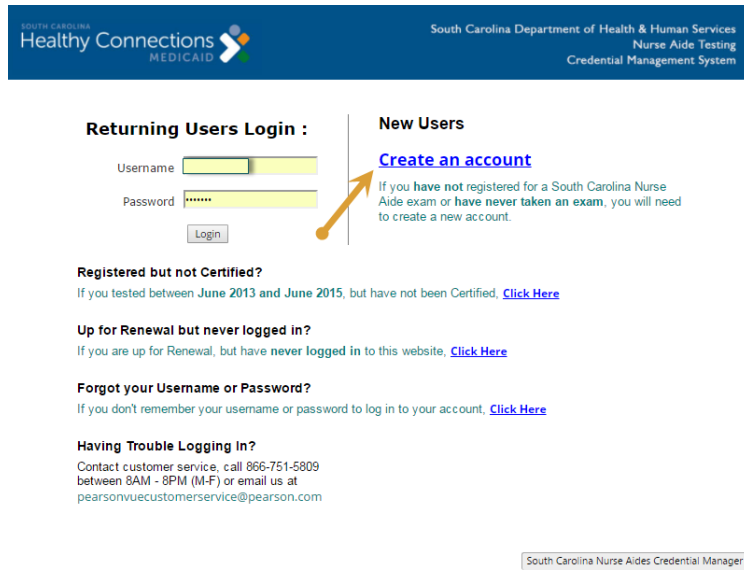 SOUTH CAROLINA
Healthy Connections
MEDICAID
South Carolina Department of Health & Human Services
Nurse Aide Testing
Credential Management System
Returning Users Login :
Username
Password •••••••
Login
New Users
Create an account
If you have not registered for a South Carolina Nurse
Aide exam or have never taken an exam, you will need
to create a new account.
Registered but not Certified?
If you tested between June 2013 and June 2015, but have not been Certified, Click Here
Up for Renewal but never logged in?
If you are up for Renewal, but have never logged in to this website, Click Here
Forgot your Username or Password?
If you don't remember your username or password to log in to your account, Click Here
Having Trouble Logging In?
Contact customer service, call 866-751-5809
between 8AM - 8PM (M-F) or email us at
pearsonvuecustomerservice@pearson.com
South Carolina Nurse Aides Credential Manager